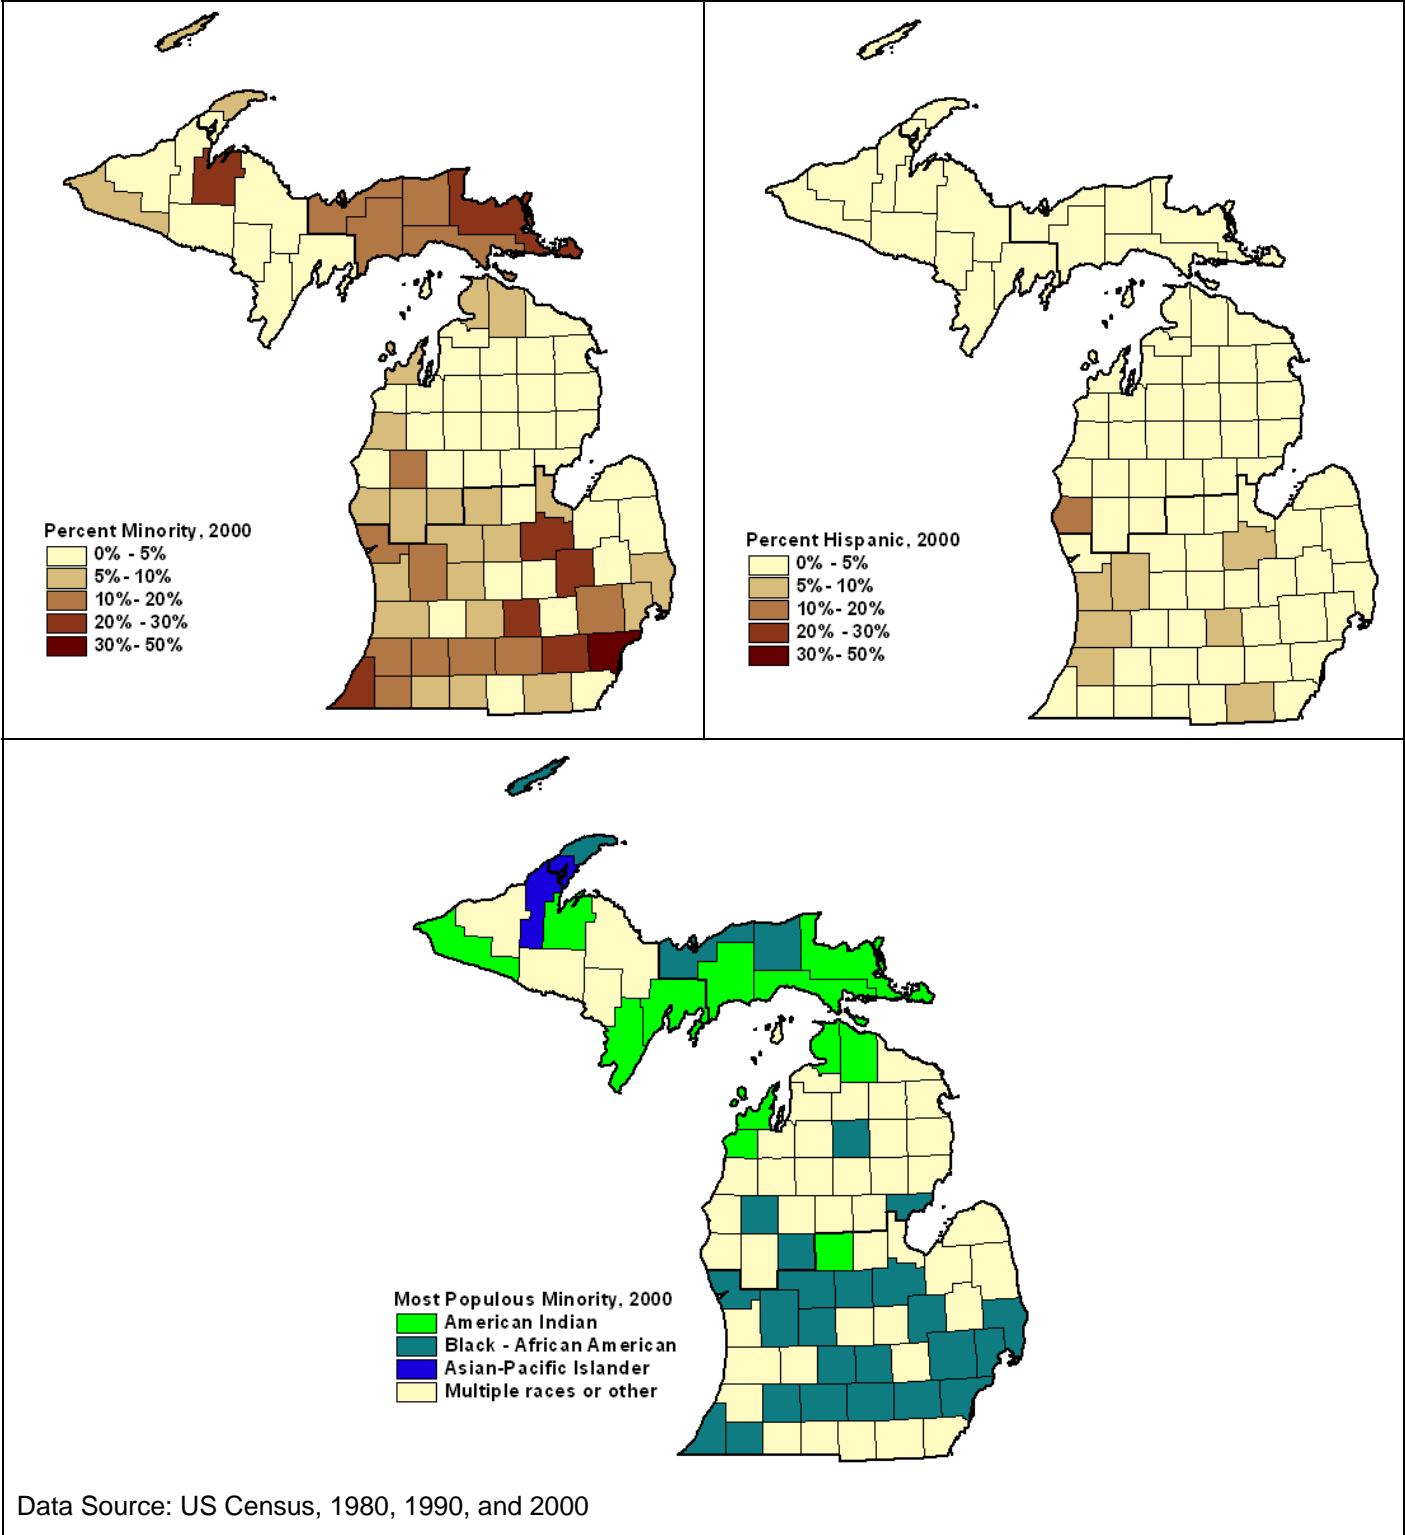 Percent Minority, 2000
0% - 5%
5%- 10%
10%- 20%
20% - 30%
30%- 50%
Percent Hispanic, 2000
0% - 5%
5%- 10%
10%- 20%
20% - 30%
30%- 50%
Most Populous Minority, 2000
American Indian
Black - African American
Asian-Pacific Islander
Multiple races or other
Data Source: US Census, 1980, 1990, and 2000